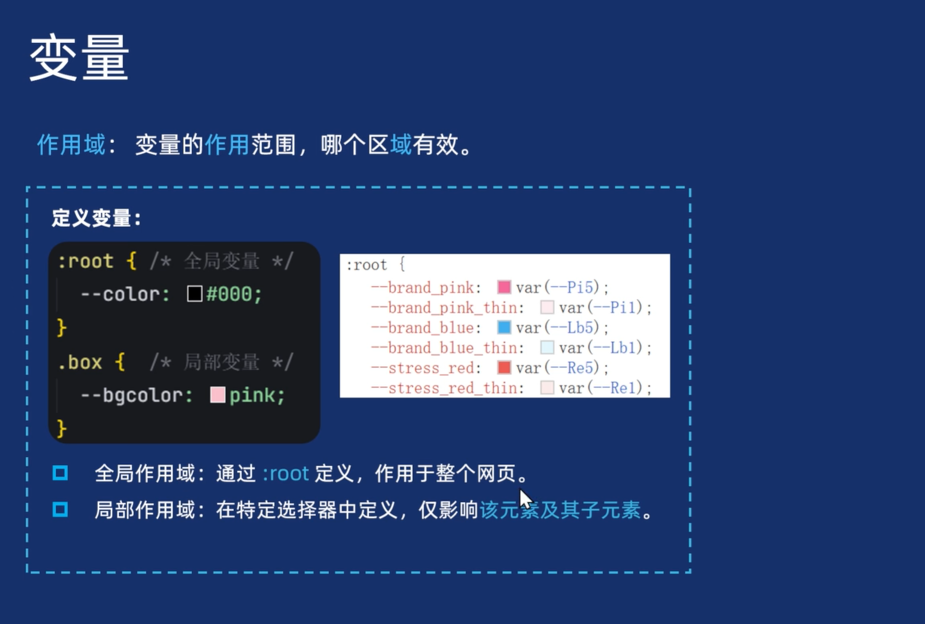 变量
作用域： 变量的作用范围，哪个区域有效。
定义变量：
:root { /* 全局变量 */
--color: #000;
}
.box { /* 局部变量 */
--bgcolor: pink;
}
:root {
--brand_pink: var(--Pi5);
--brand_pink_thin: var(--Pi1);
--brand_blue: var(--Lb5);
--brand_blue_thin: var(--Lb1);
--stress_red: var(--Re5);
--stress_red_thin: var(--Re1);
全局作用域：通过 :root 定义，作用于整个网页。
局部作用域：在特定选择器中定义，仅影响该元素及其子元素。